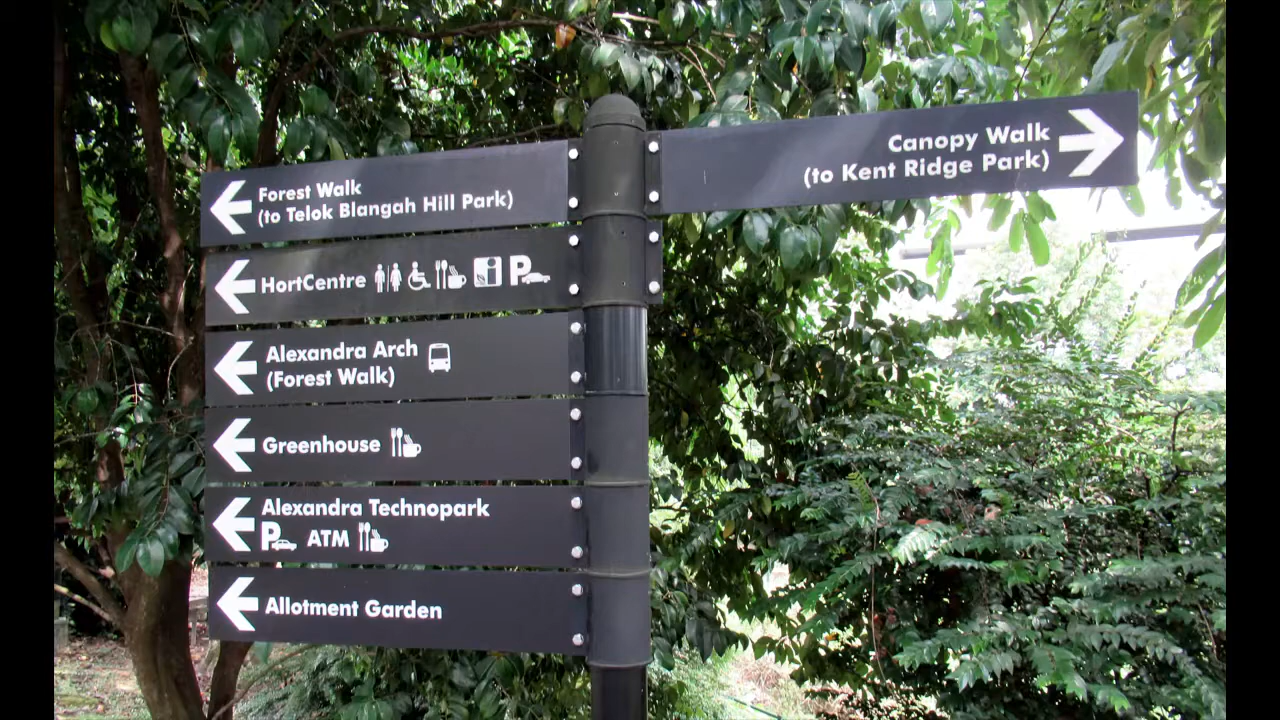 Forest Walk
(to Telok Blangah Hill Park)
HortCentre P
Alexandra Arch
(Forest Walk)
Greenhouse
Alexandra Technopark
P ATM
Allotment Garden
Canopy Walk
(to Kent Ridge Park)